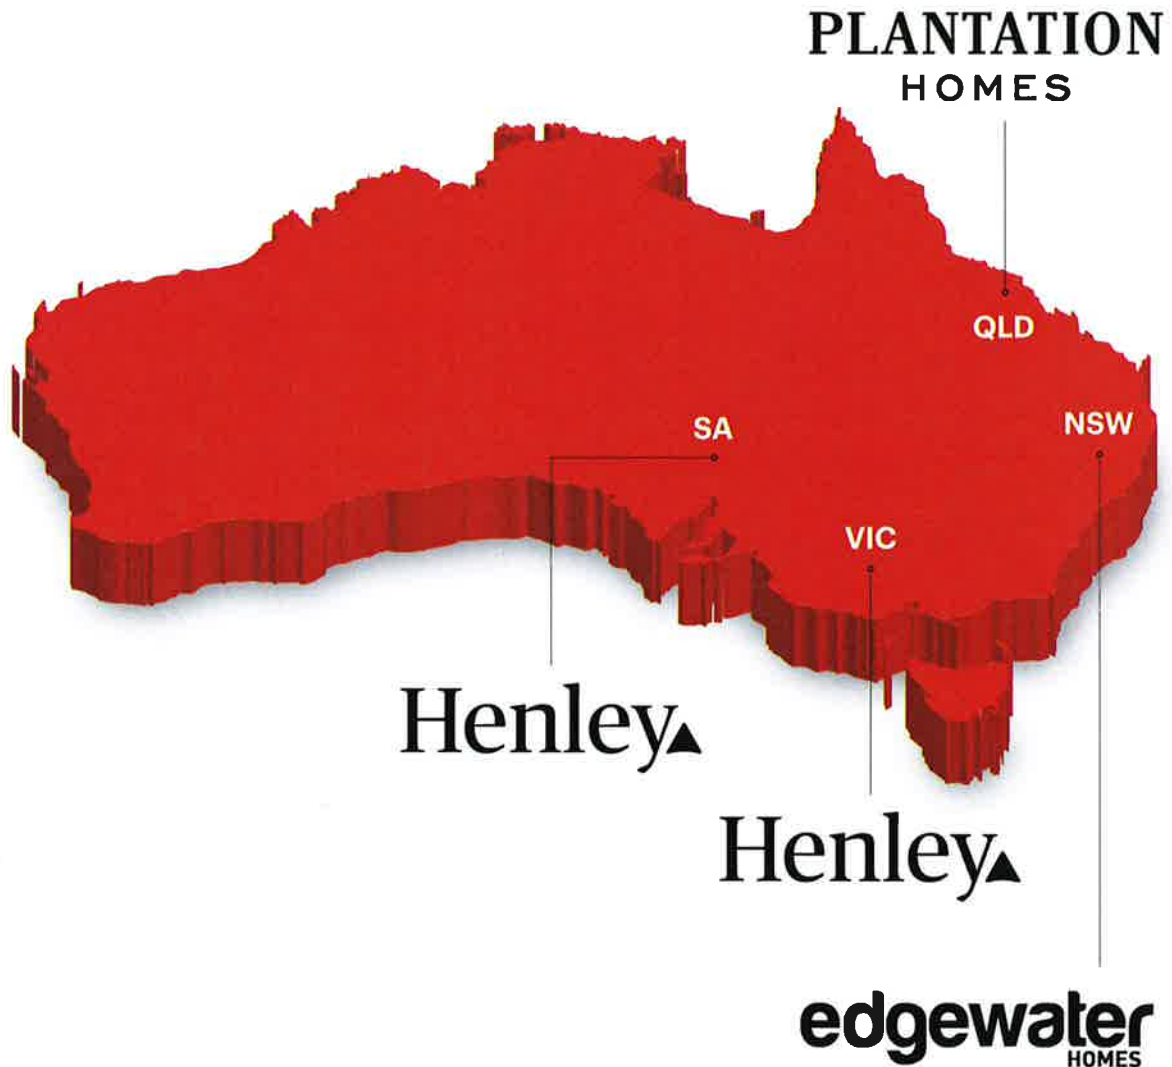 PLANTATION
HOMES
QLD
NSW
SA
VIC
Henley
Henley
edgewater
HOMES